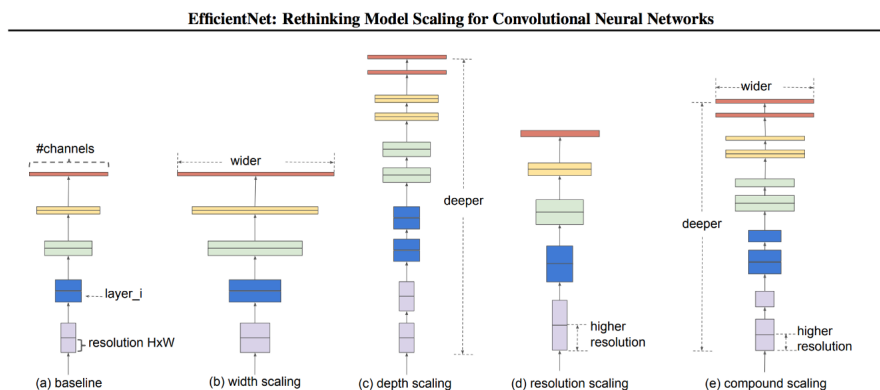 EfficientNet: Rethinking Model Scaling for Convolutional Neural Networks
#channels
layer_i
resolution HxW
(a) baseline
wider
(b) width scaling
deeper
(c) depth scaling
higher
resolution
(d) resolution scaling
wider
deeper
higher
resolution
(e) compound scaling